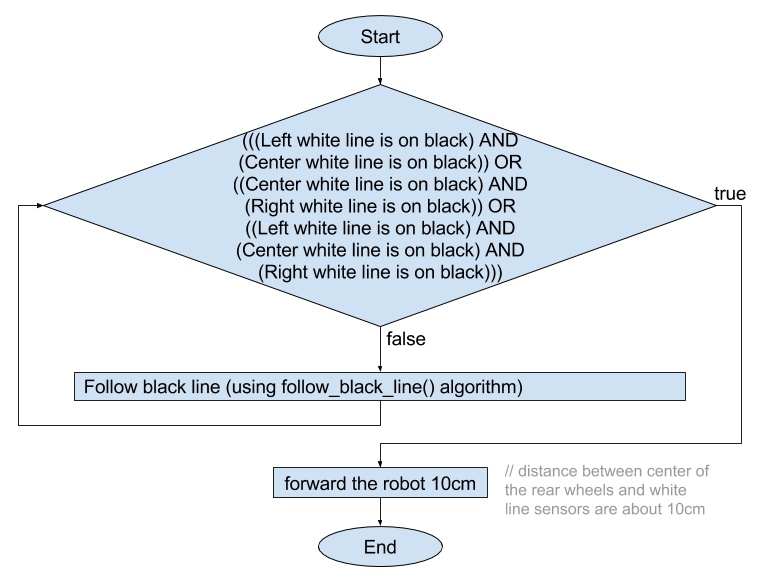 Start
(((Left white line is on black) AND
(Center white line is on black)) OR
((Center white line is on black) AND
(Right white line is on black)) OR
((Left white line is on black) AND
(Center white line is on black) AND
(Right white line is on black)))
true
false
Follow black line (using follow_black_line() algorithm)
forward the robot 10cm
// distance between center of
the rear wheels and white
line sensors are about 10cm
End